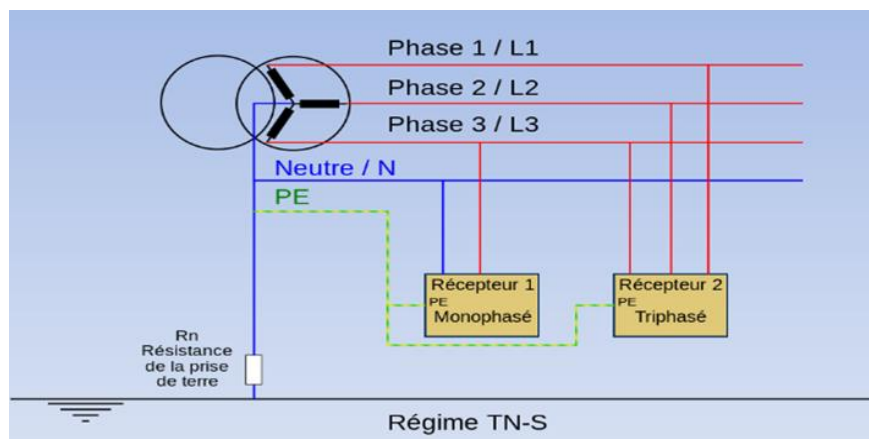 Phase 1 / L1
Phase 2 / L2
Phase 3 / L3
Neutre / N
PE
Récepteur 1
PE
Monophasé
Récepteur 2
PE
Triphasé
Rn
Résistance
de la prise
de terre
Régime TN-S